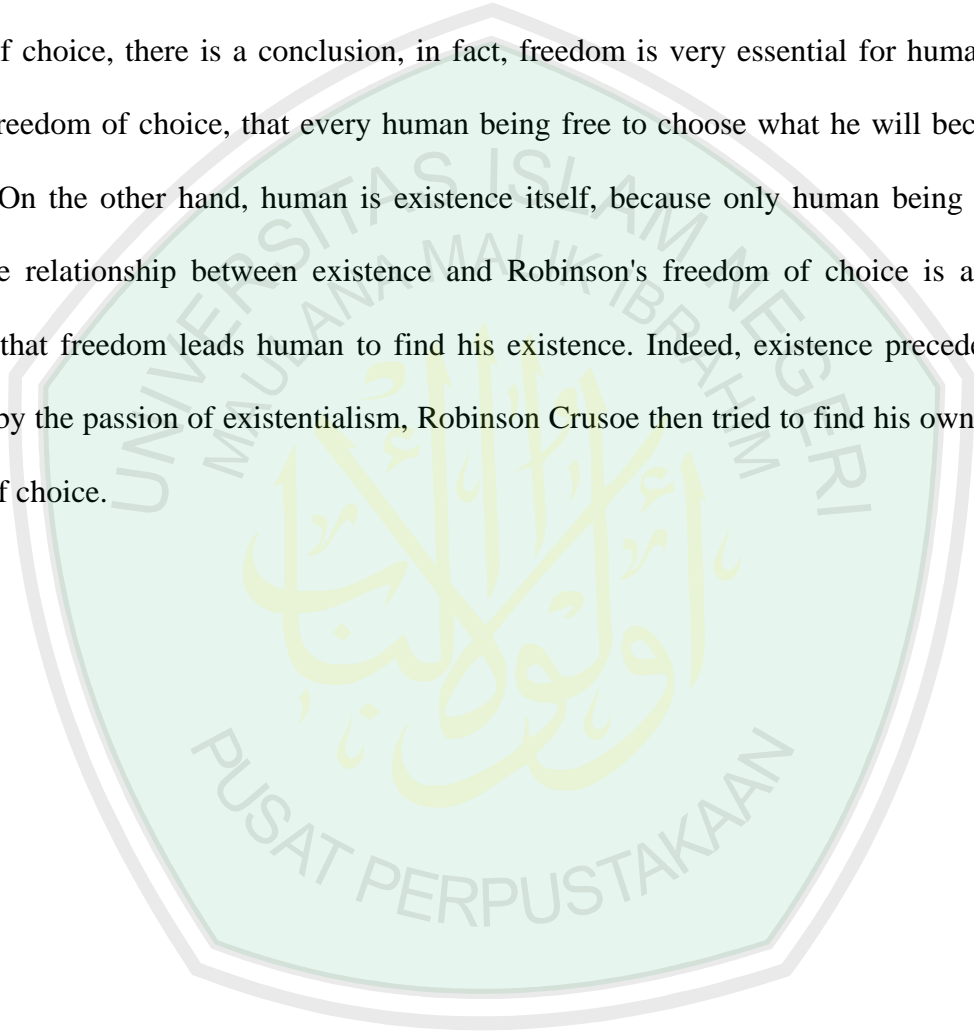 f choice, there is a conclusion, in fact, freedom is very essential for huma
reedom of choice, that every human being free to choose what he will bec
On the other hand, human is existence itself, because only human being
e relationship between existence and Robinson's freedom of choice is a
that freedom leads human to find his existence. Indeed, existence preced
by the passion of existentialism, Robinson Crusoe then tried to find his own
f choice.
UNIVERSITAS ISLAM NEGERI
MAULANA MALIK IBRAHIM
PUSAT PERPUSTAKAAN